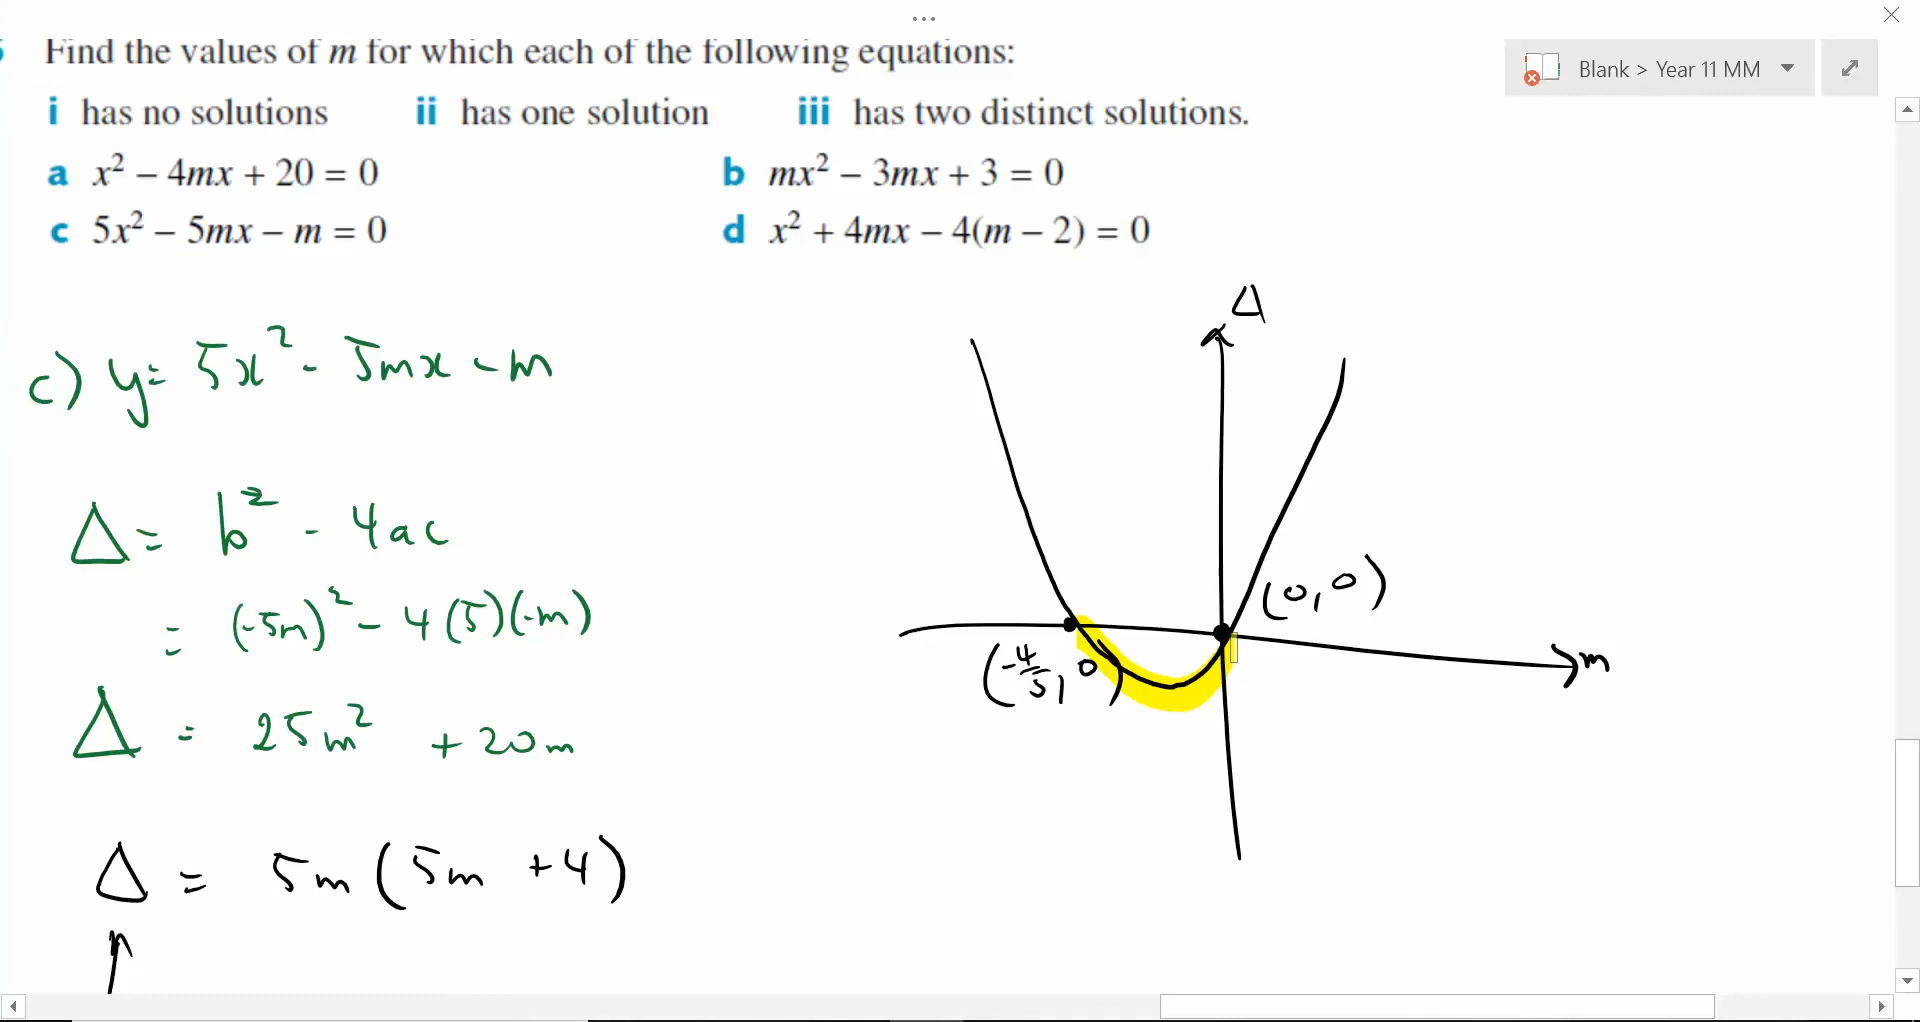 ...
Find the values of m for which each of the following equations:
Blank > Year 11 MM
i has no solutions ii has one solution iii has two distinct solutions.
a x² – 4mx + 20 = 0 b mx² – 3mx + 3 = 0
c 5x² – 5mx – m = 0 d x² + 4mx – 4(m – 2) = 0
Δ
c) y = 5x² - 5mx - m
Δ = b² - 4ac
(0, 0)
= (-5m)² - 4(5)(-m)
m
(-4/5, 0)
Δ = 25m² + 20m
Δ = 5m(5m + 4)